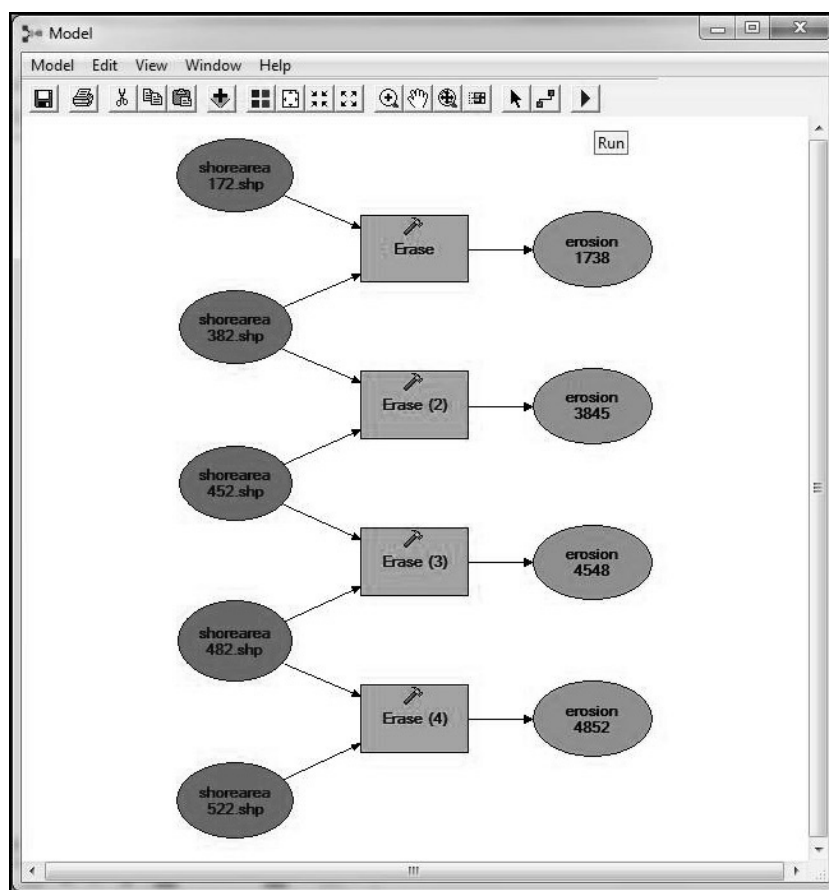 Model
Model Edit View Window Help
Run
shorearea
172.shp
Erase
erosion
1738
shorearea
382.shp
Erase (2)
erosion
3845
shorearea
452.shp
Erase (3)
erosion
4548
shorearea
482.shp
Erase (4)
erosion
4852
shorearea
522.shp